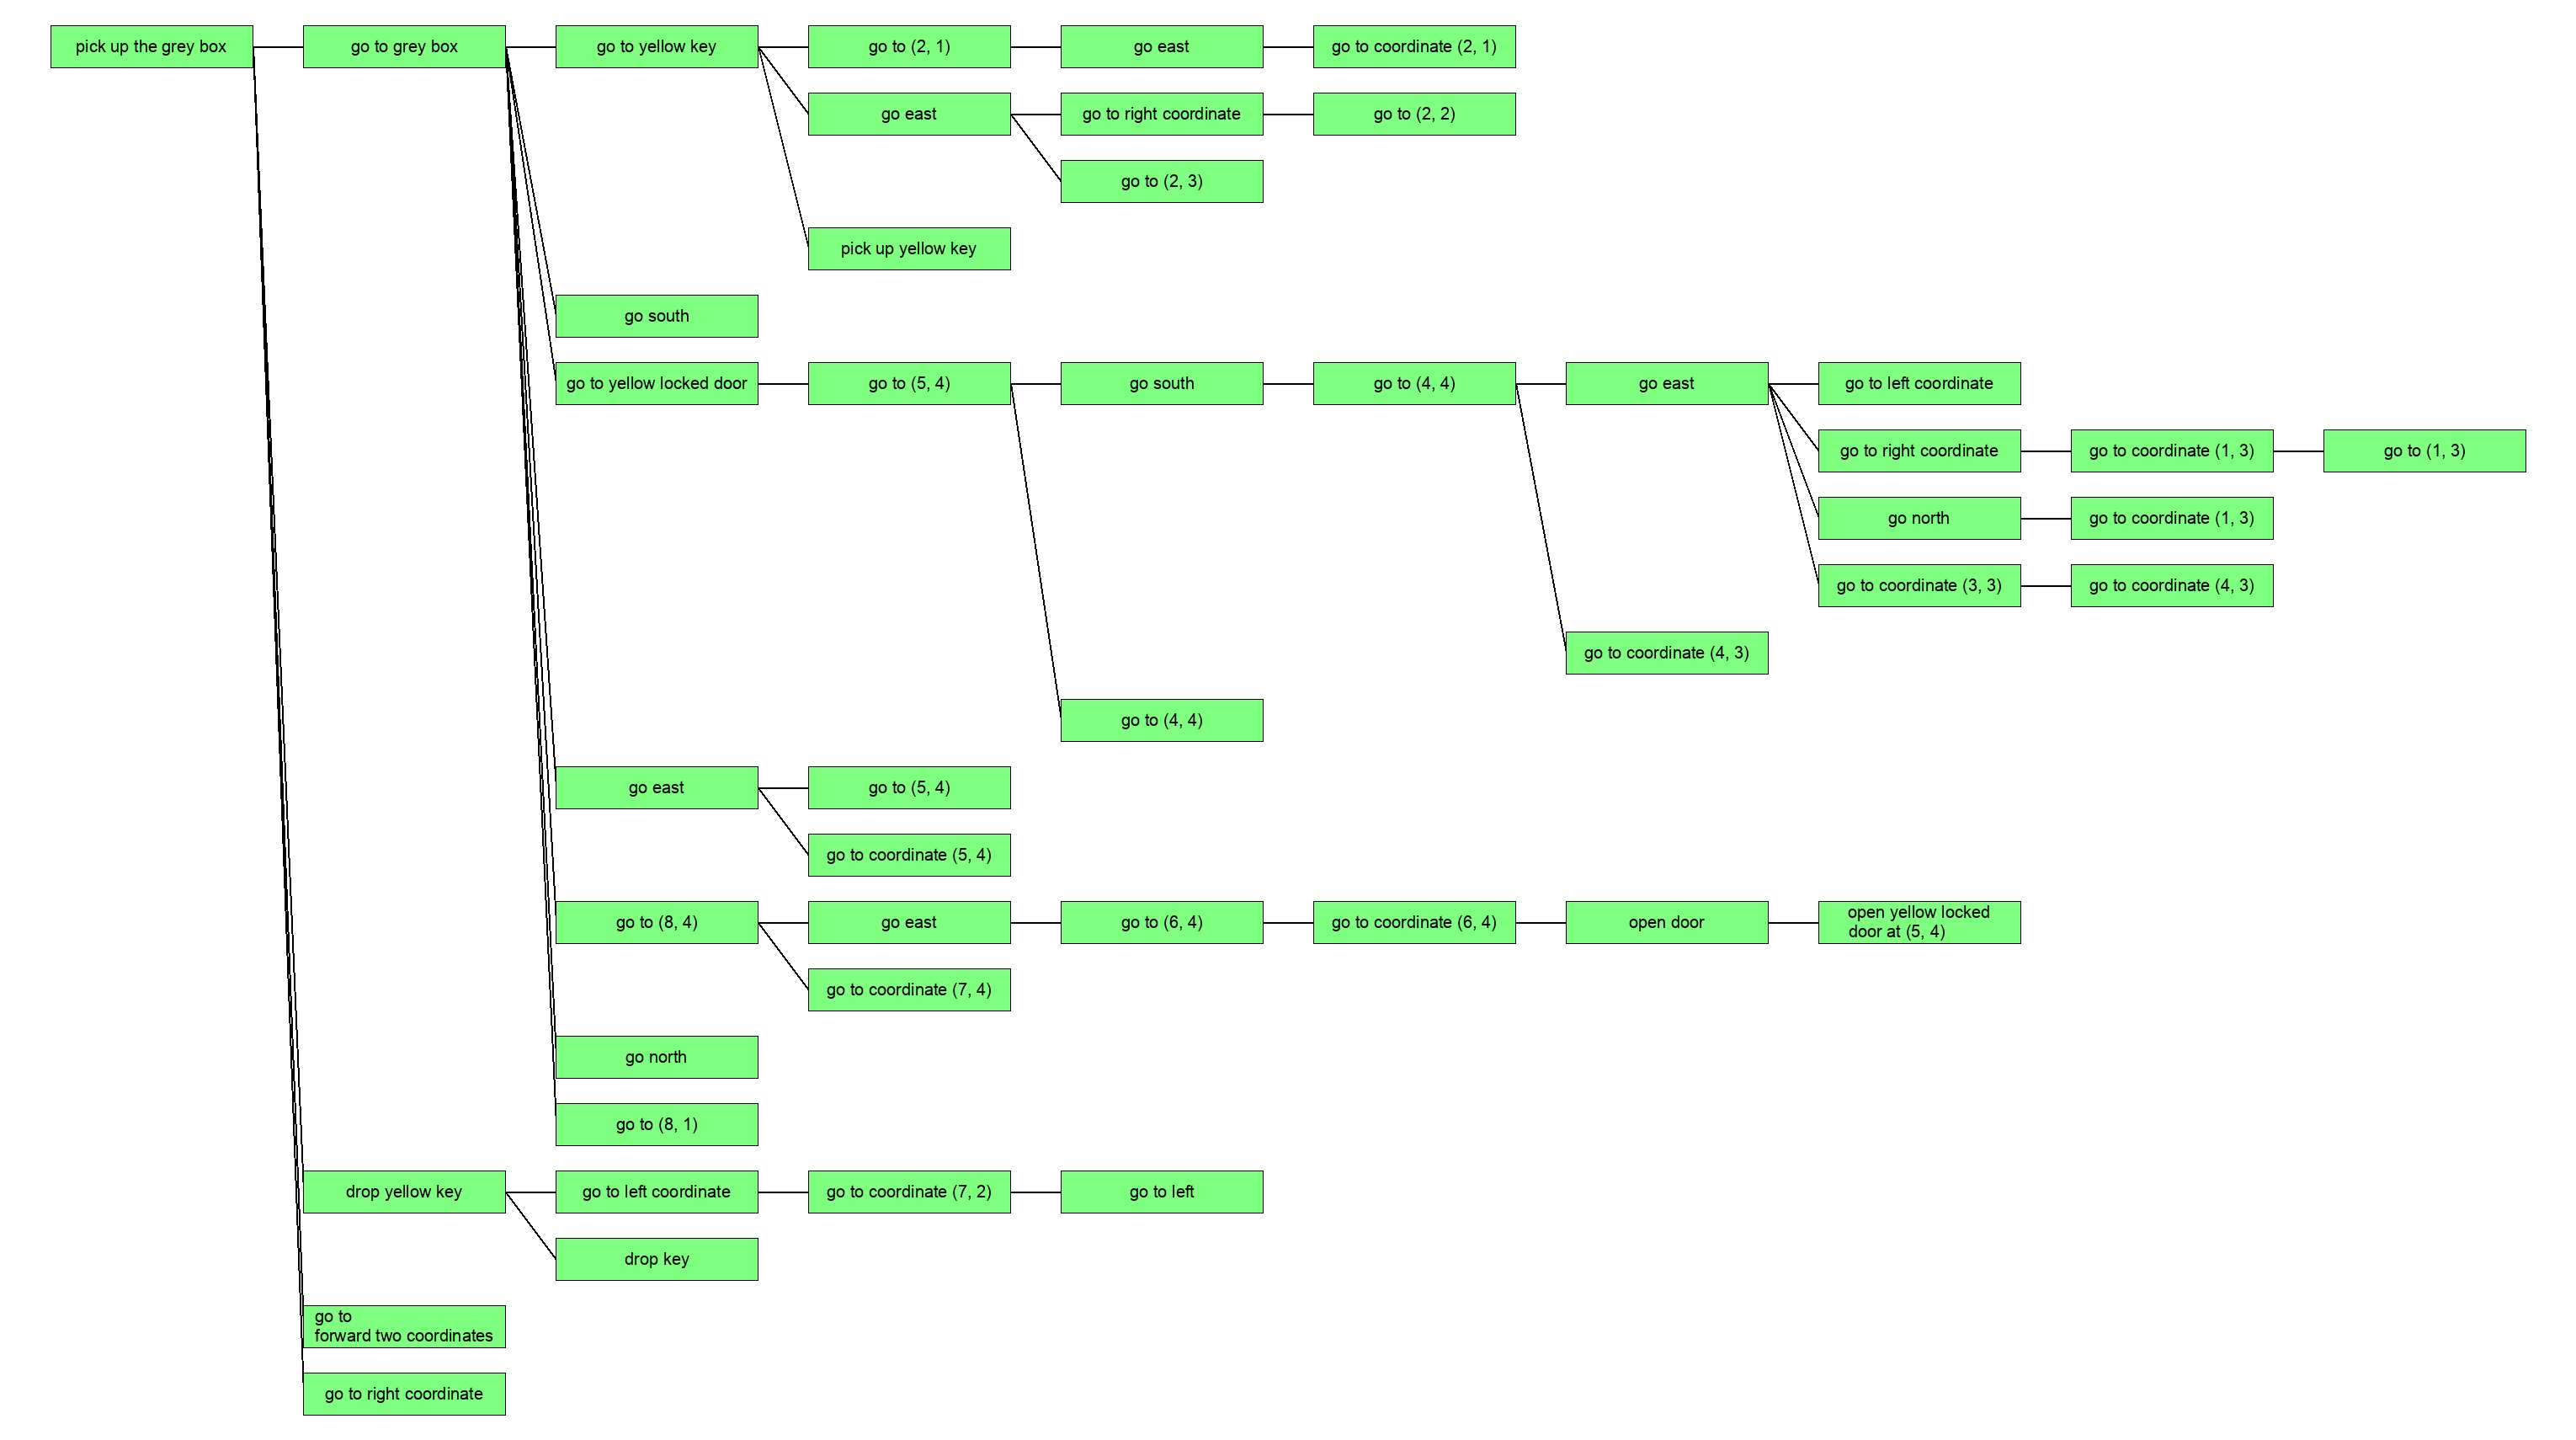 pick up the grey box
go to grey box
go to yellow key
go to (2, 1)
go east
go to coordinate (2, 1)
go east
go to right coordinate
go to (2, 2)
go to (2, 3)
pick up yellow key
go south
go to yellow locked door
go to (5, 4)
go south
go to (4, 4)
go east
go to left coordinate
go to right coordinate
go to coordinate (1, 3)
go to (1, 3)
go north
go to coordinate (1, 3)
go to coordinate (3, 3)
go to coordinate (4, 3)
go to coordinate (4, 3)
go to (4, 4)
go east
go to (5, 4)
go to coordinate (5, 4)
go to (8, 4)
go east
go to (6, 4)
go to coordinate (6, 4)
open door
open yellow locked
door at (5, 4)
go to coordinate (7, 4)
go north
go to (8, 1)
drop yellow key
go to left coordinate
go to coordinate (7, 2)
go to left
drop key
go to
forward two coordinates
go to right coordinate